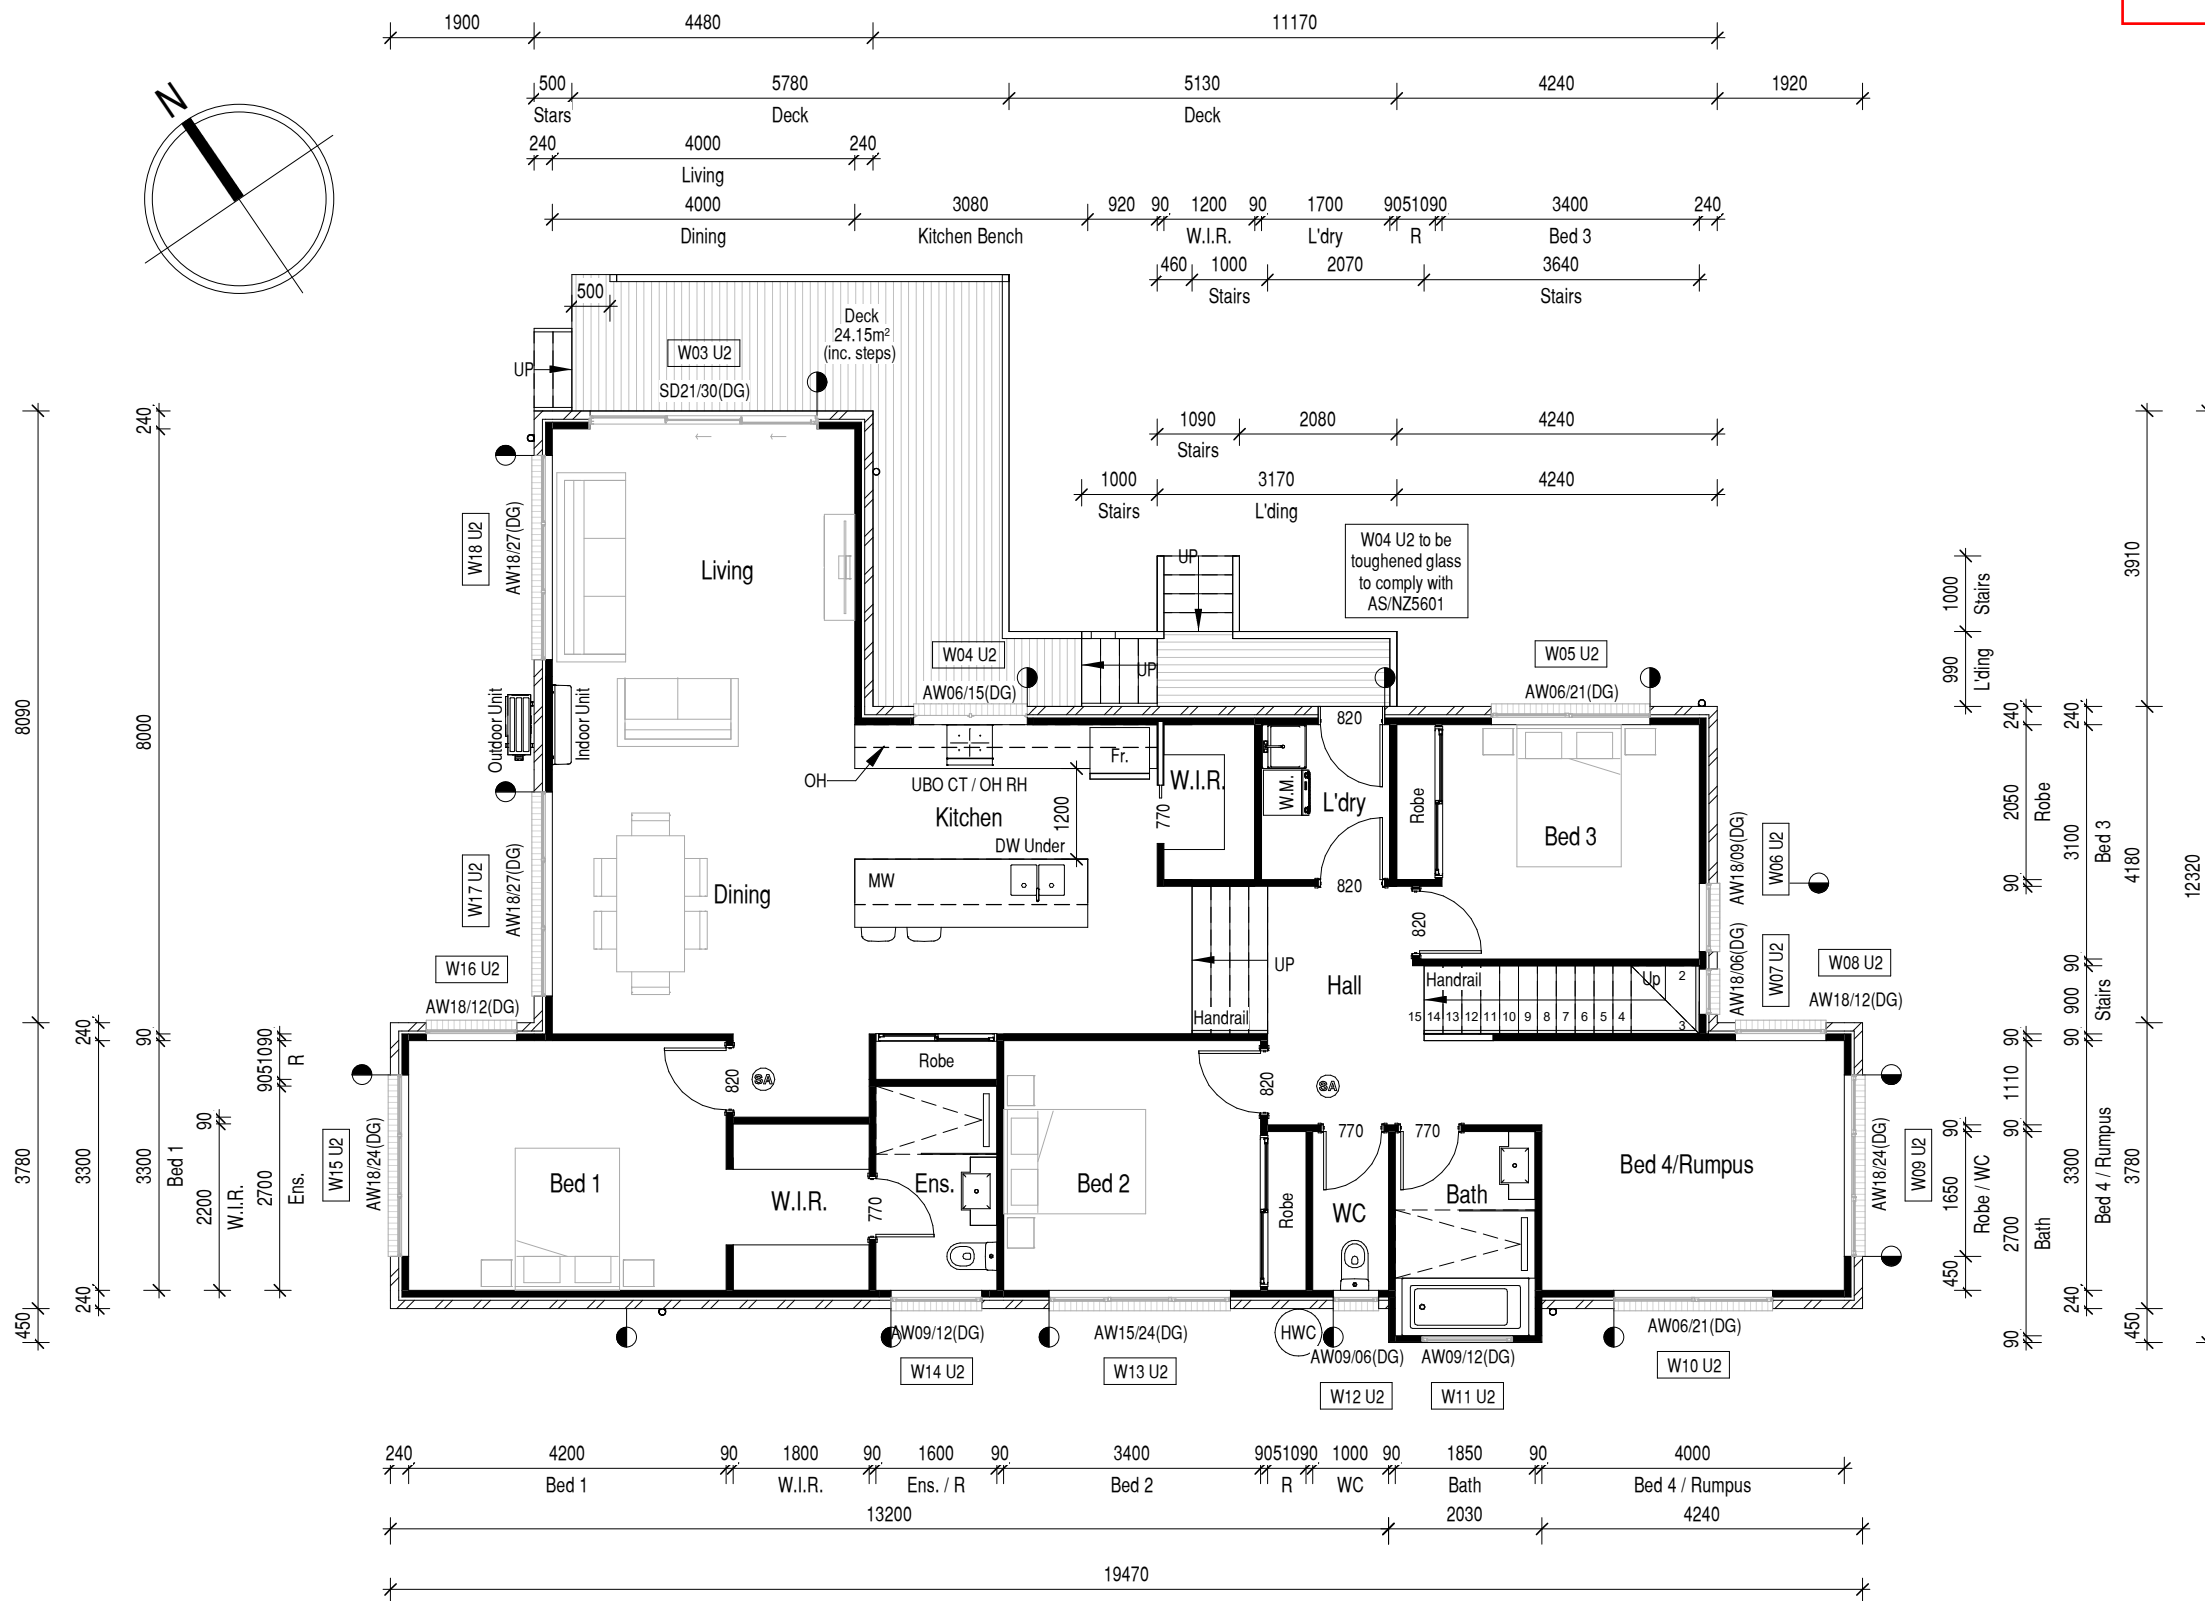 1900 4480 11170
500 5780 5130 4240 1920
Stars Deck Deck
240 4000 240
Living
4000 3080 920 90 1200 90 1700 90 510 90 3400 240
Dining Kitchen Bench W.I.R. L'dry R Bed 3
460 1000 2070 3640
Stairs Stairs
N
500
Deck
24.15m²
(inc. steps)
W03 U2
SD21/30(DG)
UP
1090 2080 4240
Stairs
1000 3170 4240
Stairs L'ding
W04 U2 to be
toughened glass
to comply with
AS/NZ5601
UP
UP
W04 U2
AW06/15(DG)
W05 U2
AW06/21(DG)
W18 U2
AW18/27(DG)
Living
Outdoor Unit
Indoor Unit
OH
UBO CT / OH RH
Fr.
Kitchen
1200
DW Under
MW
W.I.R.
770
W.M.
L'dry
820
820
Robe
Bed 3
820
W17 U2
AW18/27(DG)
Dining
W16 U2
AW18/12(DG)
UP
Handrail
Hall
Handrail
Up
2
3
15 14 13 12 11 10 9 8 7 6 5 4
AW18/09(DG)
W06 U2
AW18/06(DG)
W07 U2
W08 U2
AW18/12(DG)
Robe
820
SA
820
SA
W15 U2
AW18/24(DG)
Bed 1
W.I.R.
770
Ens.
Bed 2
Robe
770
WC
770
Bath
Bed 4/Rumpus
AW18/24(DG)
W09 U2
HWC
AW09/12(DG)
W14 U2
AW15/24(DG)
W13 U2
AW09/06(DG)
W12 U2
AW09/12(DG)
W11 U2
AW06/21(DG)
W10 U2
8090
3780
450
240
3300
240
240
8000
90
3300
Bed 1
90
2200
W.I.R.
90 510 90
R
2700
Ens.
1000
Stairs
990
L'ding
240
2050
Robe
90
240
3100
Bed 3
90
900
Stairs
90
90
1110
90
2700
Bath
90
90
1650
Robe / WC
450
3300
Bed 4 / Rumpus
240
3910
4180
3780
450
12320
240 4200 90 1800 90 1600 90 3400 90 510 90 1000 90 1850 90 4000
Bed 1 W.I.R. Ens. / R Bed 2 R WC Bath Bed 4 / Rumpus
13200 2030 4240
19470